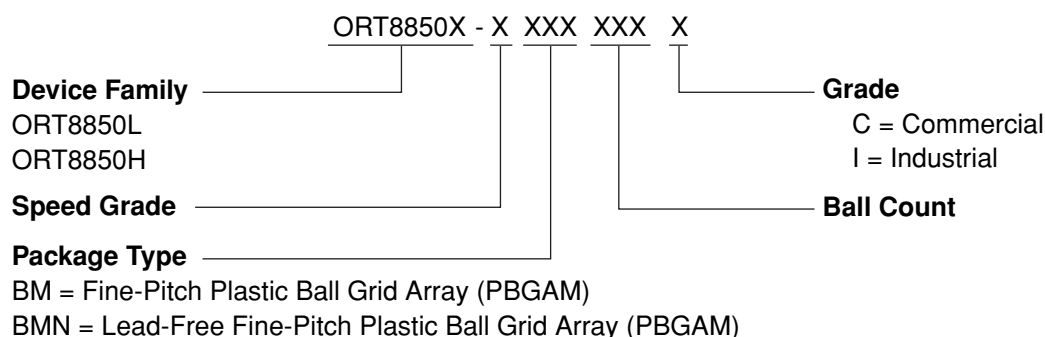 ORT8850X - X XXX XXX X
Device Family
ORT8850L
ORT8850H
Speed Grade
Package Type
BM = Fine-Pitch Plastic Ball Grid Array (PBGAM)
BMN = Lead-Free Fine-Pitch Plastic Ball Grid Array (PBGAM)
Grade
C = Commercial
I = Industrial
Ball Count